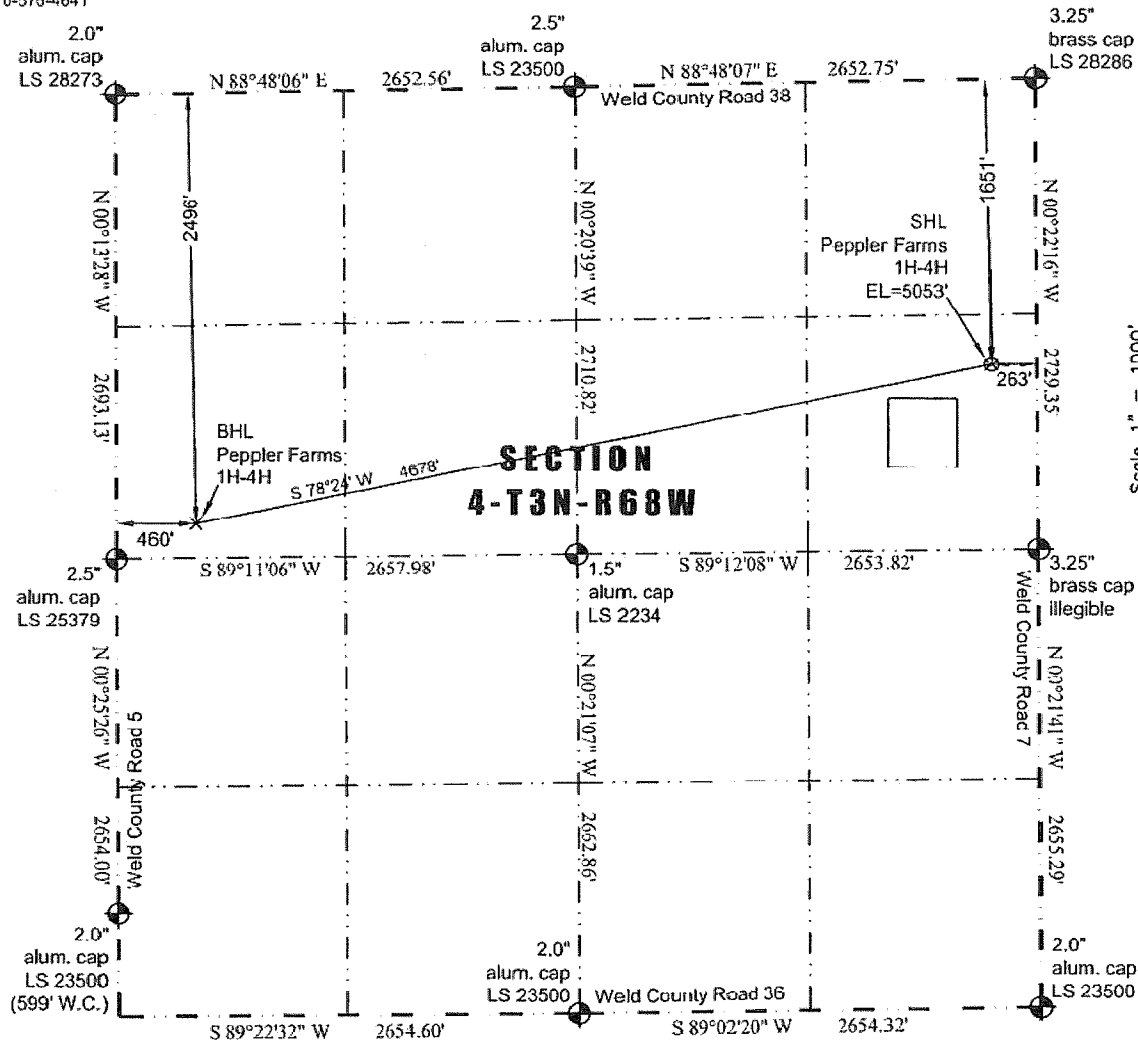 2.0"
alum. cap
LS 28273
N 88°48'06" E 2652.56'
2.5"
alum. cap
LS 23500
N 88°48'07" E 2652.75'
Weld County Road 38
3.25"
brass cap
LS 28286
2496'
1651'
N 00°13'28" W
2693.13'
N 00°20'39" W
2710.82'
N 00°22'16" W
2729.35'
SHL
Peppler Farms
1H-4H
EL=5053'
263'
BHL
Peppler Farms
1H-4H
S 78°24' W 4678'
SECTION
4-T3N-R68W
460'
2.5"
alum. cap
LS 25379
S 89°11'06" W 2657.98'
1.5"
alum. cap
LS 2234
S 89°12'08" W 2653.82'
3.25"
brass cap
illegible
Weld County Road 7
N 00°25'26" W
2654.00'
Weld County Road 5
N 00°21'07" W
2662.86'
N 00°21'41" W
2655.29'
2.0"
alum. cap
LS 23500
(599' W.C.)
S 89°22'32" W 2654.60'
2.0"
alum. cap
LS 23500
Weld County Road 36
S 89°02'20" W 2654.32'
2.0"
alum. cap
LS 23500